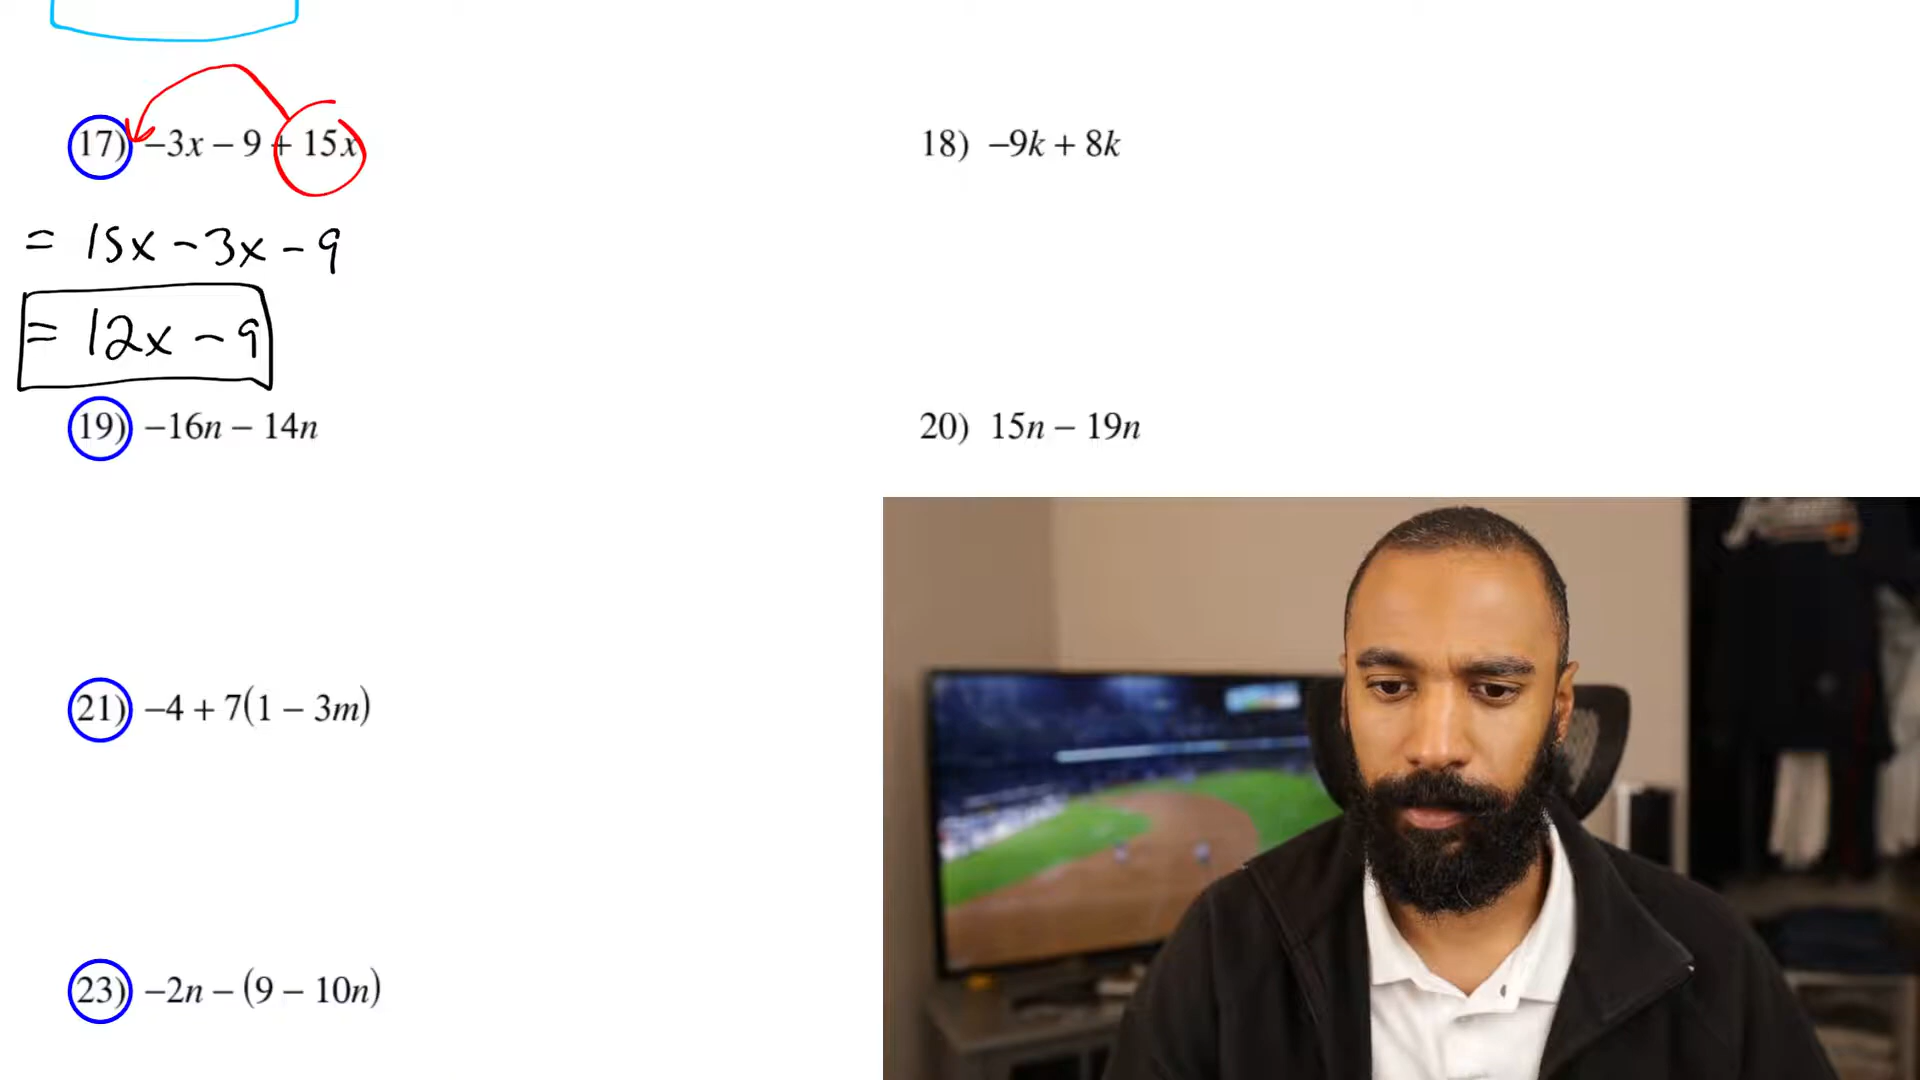 17) −3x − 9 + 15x
= 15x − 3x − 9
= 12x − 9
18) −9k + 8k
19) −16n − 14n
20) 15n − 19n
21) −4 + 7(1 − 3m)
23) −2n − (9 − 10n)